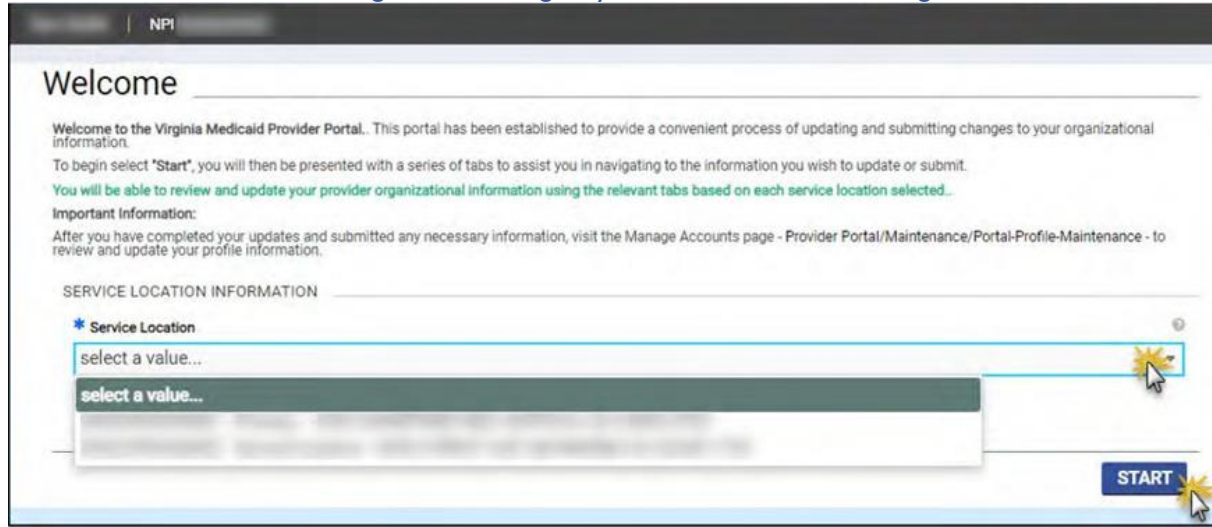 NPI
Welcome
Welcome to the Virginia Medicaid Provider Portal.. This portal has been established to provide a convenient process of updating and submitting changes to your organizational
information.
To begin select "Start", you will then be presented with a series of tabs to assist you in navigating to the information you wish to update or submit.
You will be able to review and update your provider organizational information using the relevant tabs based on each service location selected..
Important Information:
After you have completed your updates and submitted any necessary information, visit the Manage Accounts page - Provider Portal/Maintenance/Portal-Profile-Maintenance - to
review and update your profile information.
SERVICE LOCATION INFORMATION
* Service Location
select a value...
select a value...
START